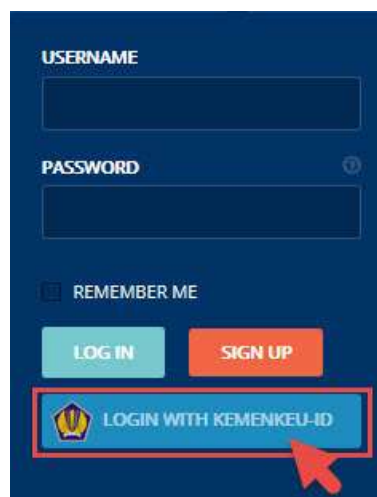 USERNAME
PASSWORD
REMEMBER ME
LOG IN SIGN UP
LOGIN WITH KEMENKEU-ID